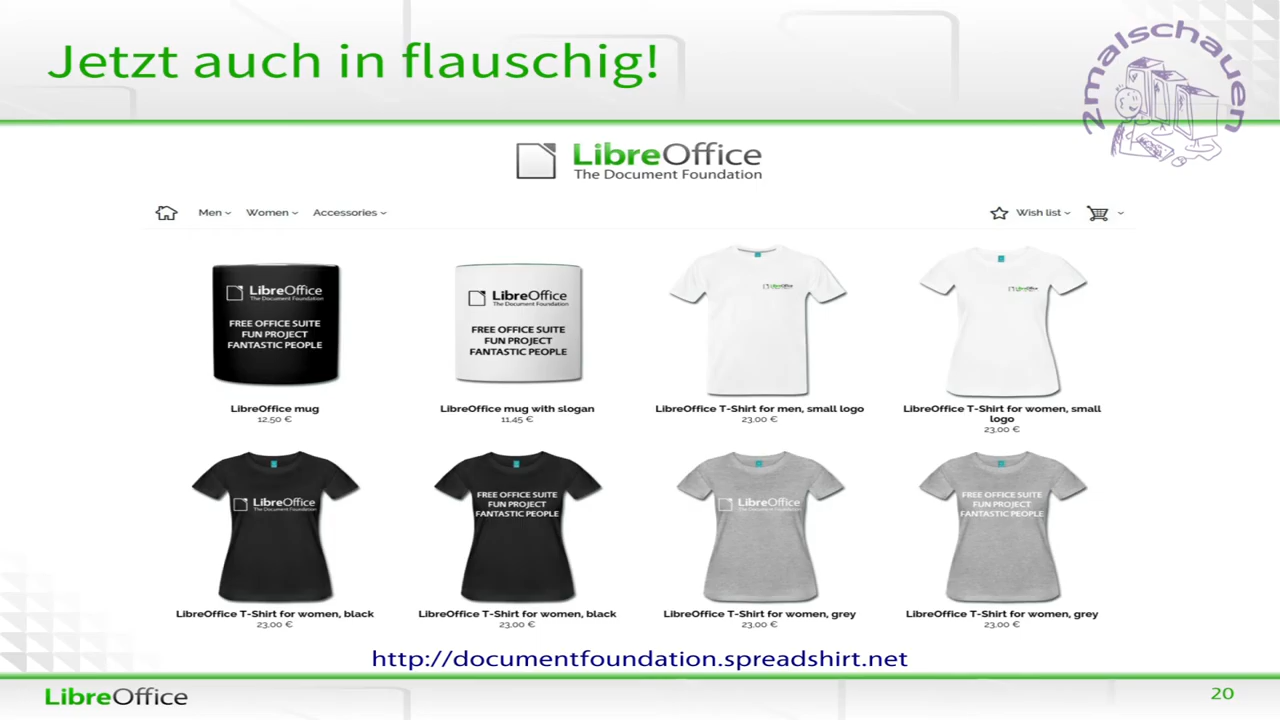 Jetzt auch in flauschig!
2malschauen
LibreOffice
The Document Foundation
Men
Women
Accessories
Wish list
LibreOffice
The Document Foundation
FREE OFFICE SUITE
FUN PROJECT
FANTASTIC PEOPLE
LibreOffice
The Document Foundation
FREE OFFICE SUITE
FUN PROJECT
FANTASTIC PEOPLE
LibreOffice
LibreOffice
LibreOffice mug
12,50 €
LibreOffice mug with slogan
11,45 €
LibreOffice T-Shirt for men, small logo
23,00 €
LibreOffice T-Shirt for women, small
logo
23,00 €
LibreOffice
The Document Foundation
FREE OFFICE SUITE
FUN PROJECT
FANTASTIC PEOPLE
LibreOffice
The Document Foundation
FREE OFFICE SUITE
FUN PROJECT
FANTASTIC PEOPLE
LibreOffice T-Shirt for women, black
23,00 €
LibreOffice T-Shirt for women, black
23,00 €
LibreOffice T-Shirt for women, grey
23,00 €
LibreOffice T-Shirt for women, grey
23,00 €
http://documentfoundation.spreadshirt.net
LibreOffice
20